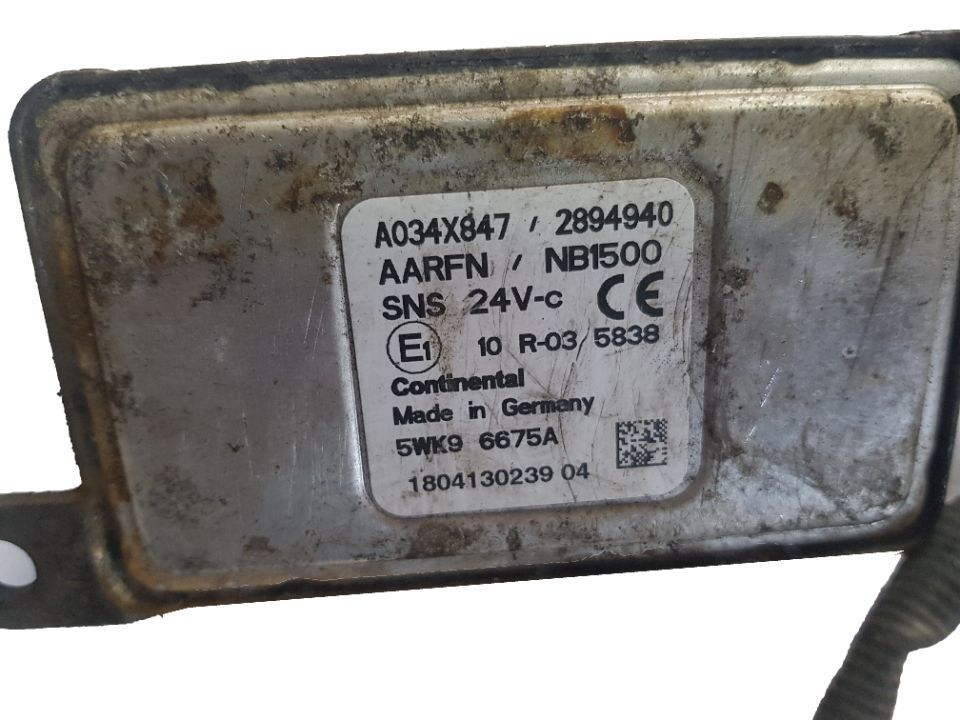 A034X847 / 2894940
AARFN / NB1500
SNS 24V-c CE
E1 10 R-03 5838
Continental
Made in Germany
5WK9 6675A
1804130239 04